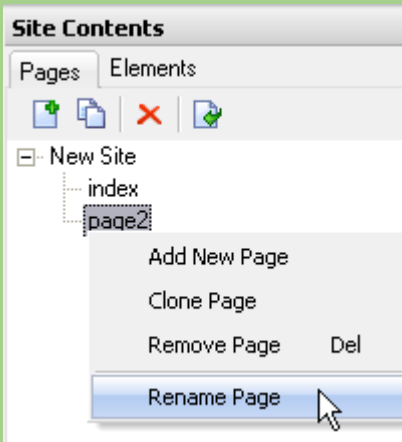 Site Contents
Pages Elements
New Site
index
page2
Add New Page
Clone Page
Remove Page Del
Rename Page